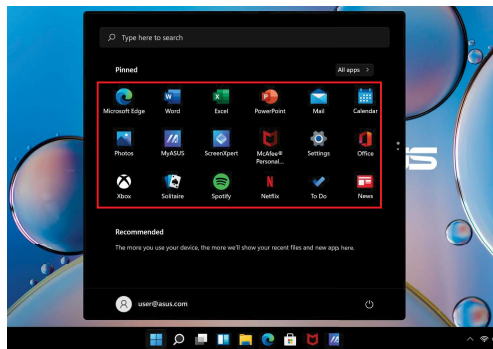 Type here to search
Pinned
All apps >
Microsoft Edge Word Excel PowerPoint Mail Calendar
Photos MyASUS ScreenXpert McAfee® Settings Office
Personal...
Xbox Solitaire Spotify Netflix To Do News
Recommended
The more you use your device, the more we'll show your recent files and new apps here.
user@asus.com